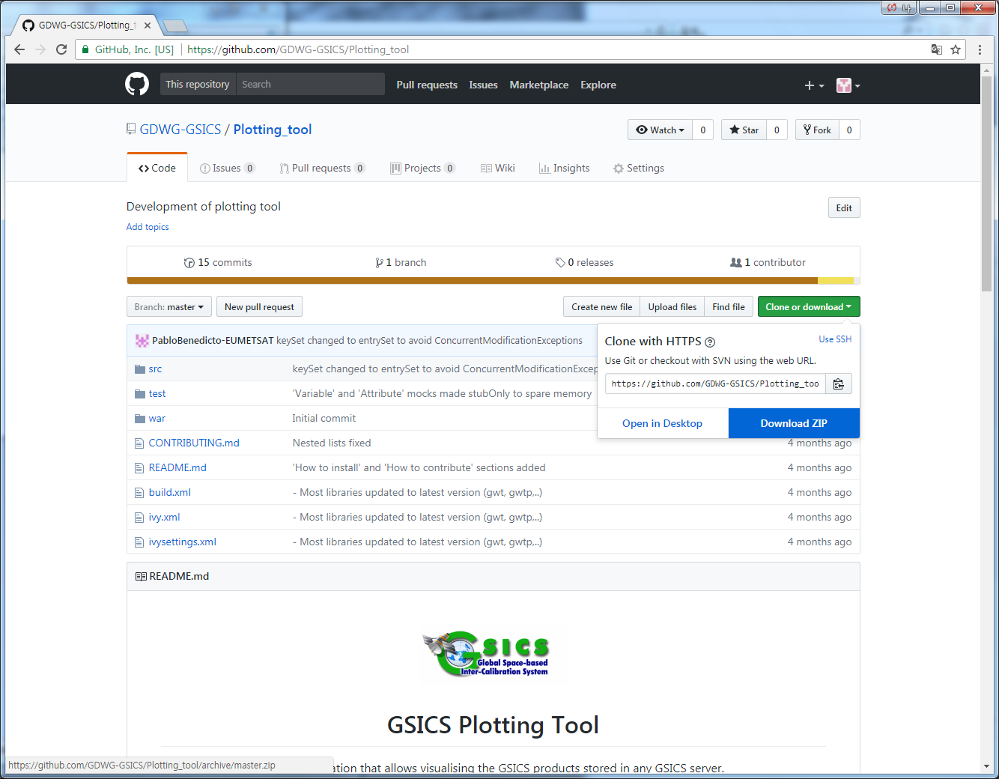 GDWG-GSICS/Plotting_t
GitHub, Inc. [US] https://github.com/GDWG-GSICS/Plotting_tool
This repository Search Pull requests Issues Marketplace Explore
GDWG-GSICS / Plotting_tool
Watch 0 Star 0 Fork 0
Code Issues 0 Pull requests 0 Projects 0 Wiki Insights Settings
Development of plotting tool
Edit
Add topics
15 commits 1 branch 0 releases 1 contributor
Branch: master New pull request Create new file Upload files Find file Clone or download
PabloBenedicto-EUMETSAT keySet changed to entrySet to avoid ConcurrentModificationExceptions
Clone with HTTPS ?
Use SSH
Use Git or checkout with SVN using the web URL.
https://github.com/GDWG-GSICS/Plotting_too
Open in Desktop Download ZIP
src keySet changed to entrySet to avoid ConcurrentModificationExcep
test 'Variable' and 'Attribute' mocks made stubOnly to spare memory
war Initial commit
CONTRIBUTING.md Nested lists fixed 4 months ago
README.md 'How to install' and 'How to contribute' sections added 4 months ago
build.xml - Most libraries updated to latest version (gwt, gwtp,..) 4 months ago
ivy.xml - Most libraries updated to latest version (gwt, gwtp,..) 4 months ago
ivysettings.xml - Most libraries updated to latest version (gwt, gwtp,..) 4 months ago
README.md
GSICS
Global Space-based
Inter-Calibration System
GSICS Plotting Tool
ation that allows visualising the GSICS products stored in any GSICS server.
https://github.com/GDWG-GSICS/Plotting_tool/archive/master.zip